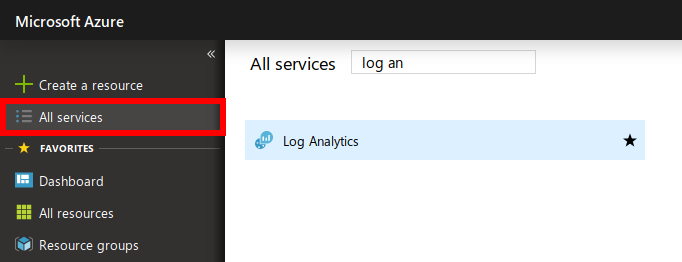 Microsoft Azure
«
Create a resource
All services
FAVORITES
Dashboard
All resources
Resource groups
All services
log an
Log Analytics